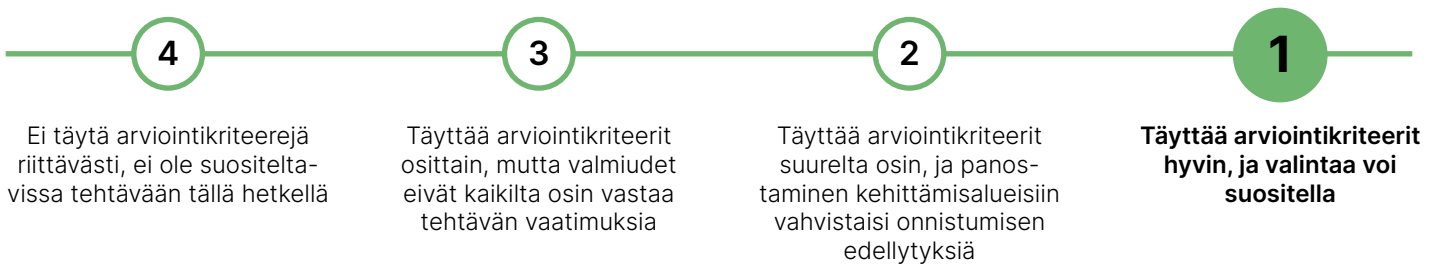 4
Ei täytä arviointikriteerejä
riittävästi, ei ole suositelta-
vissa tehtävään tällä hetkellä
3
Täyttää arviointikriteerit
osittain, mutta valmiudet
eivät kaikilta osin vastaa
tehtävän vaatimuksia
2
Täyttää arviointikriteerit
suurelta osin, ja panos-
taminen kehittämisalueisiin
vahvistaisi onnistumisen
edellytyksiä
1
Täyttää arviointikriteerit
hyvin, ja valintaa voi
suositella